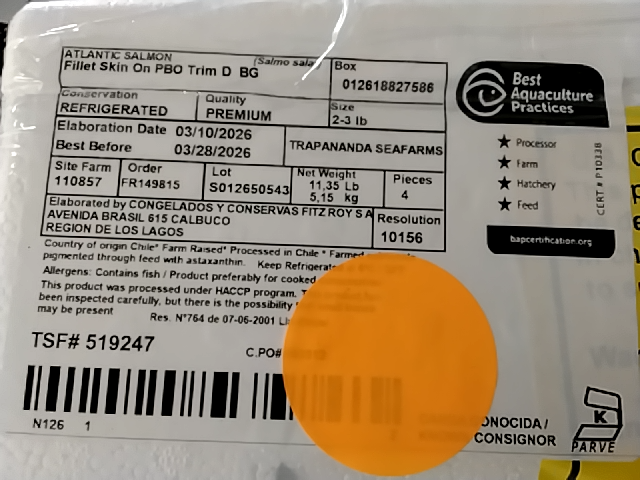 ATLANTIC SALMON (Salmo sala
Fillet Skin On PBO Trim D BG
Box
012618827586
Conservation
REFRIGERATED
Quality
PREMIUM
Size
2-3 lb
Elaboration Date 03/10/2026
Best Before 03/28/2026
TRAPANANDA SEAFARMS
Site Farm
110857
Order
FR149815
Lot
S012650543
Net Weight
11,35 Lb
5,15 kg
Pieces
4
Elaborated by CONGELADOS Y CONSERVAS FITZ ROY S A
AVENIDA BRASIL 615 CALBUCO
REGION DE LOS LAGOS
Resolution
10156
Country of origin Chile* Farm Raised* Processed in Chile * Farmed
pigmented through feed with astaxanthin. Keep Refrigerat
Allergens: Contains fish / Product preferably for cooked
This product was processed under HACCP program. T
been inspected carefully, but there is the possibility
may be present
Res. N°764 de 07-06-2001
TSF# 519247
C.PO#
N126 1
Best
Aquaculture
Practices
Processor
Farm
Hatchery
Feed
CERT # P10338
bapcertification.org
ONOCIDA /
CONSIGNOR
K
PARVE